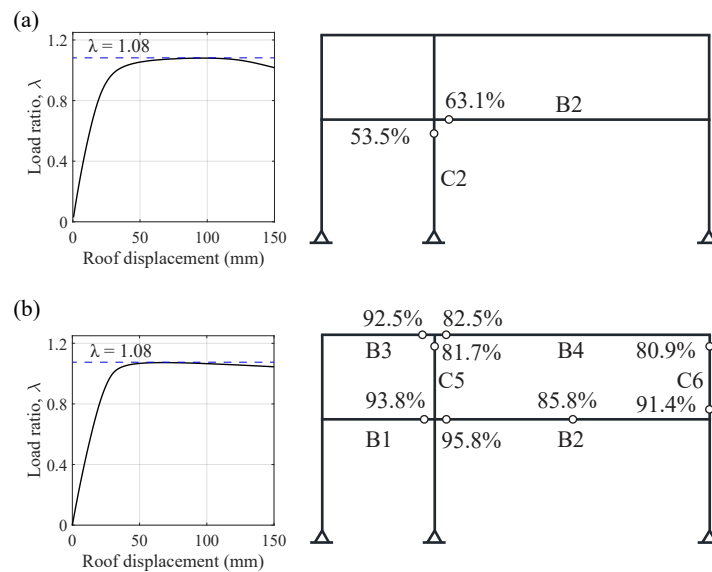 (a)
1.2
λ = 1.08
0.8
0.4
0
Load ratio, λ
0 50 100 150
Roof displacement (mm)
63.1% B2
53.5%
C2
(b)
1.2
λ = 1.08
0.8
0.4
0
Load ratio, λ
0 50 100 150
Roof displacement (mm)
92.5% 82.5%
B3 81.7% B4 80.9%
C5 C6
93.8% 85.8% 91.4%
B1 95.8% B2